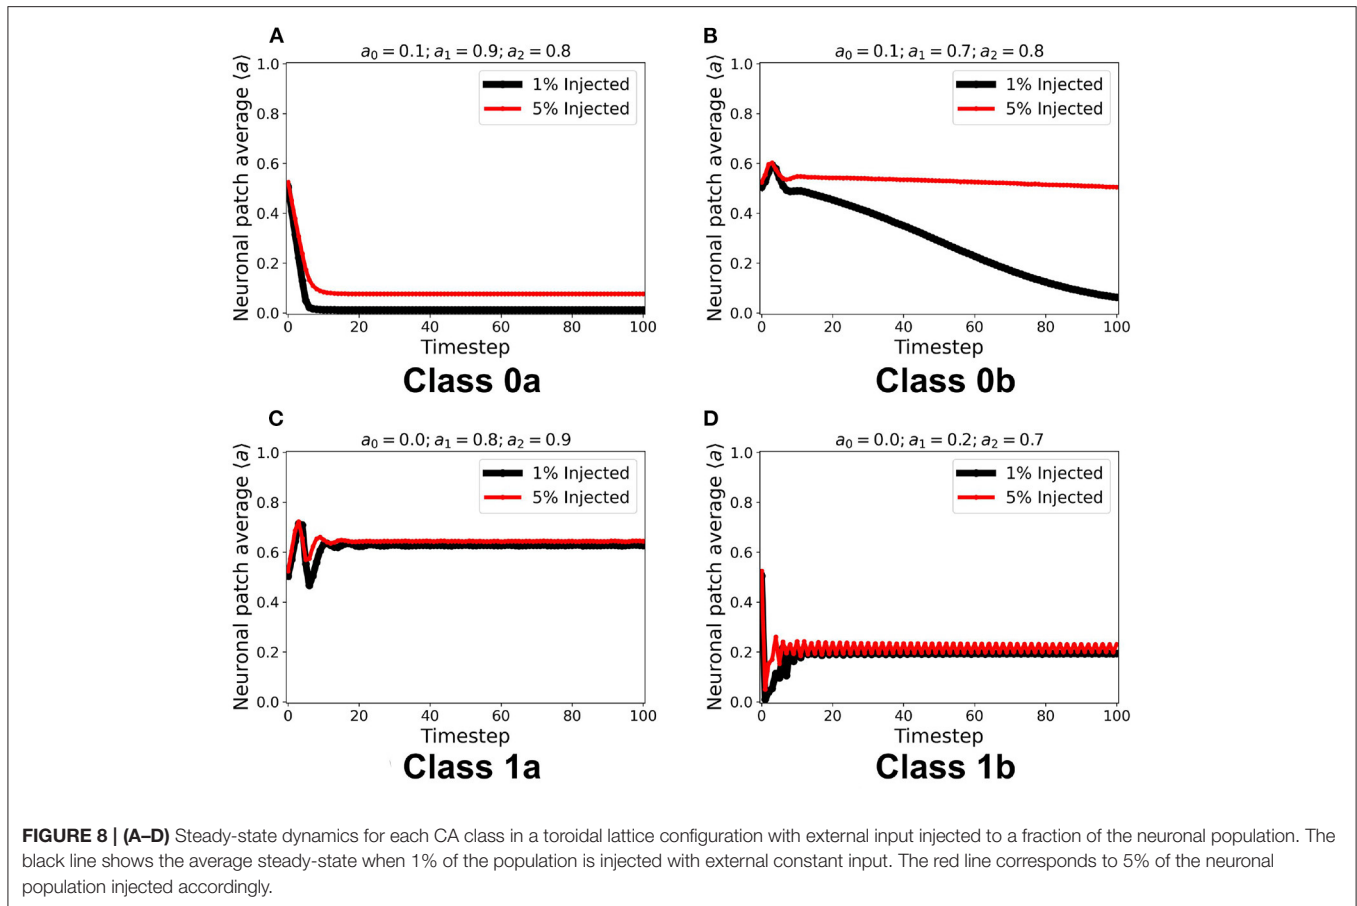 A
a₀ = 0.1; a₁ = 0.9; a₂ = 0.8
1.0
0.8
0.6
0.4
0.2
0.0
Neuronal patch average ⟨a⟩
1% Injected
5% Injected
0 20 40 60 80 100
Timestep
Class 0a
B
a₀ = 0.1; a₁ = 0.7; a₂ = 0.8
1.0
0.8
0.6
0.4
0.2
0.0
Neuronal patch average ⟨a⟩
1% Injected
5% Injected
0 20 40 60 80 100
Timestep
Class 0b
C
a₀ = 0.0; a₁ = 0.8; a₂ = 0.9
1.0
0.8
0.6
0.4
0.2
0.0
Neuronal patch average ⟨a⟩
1% Injected
5% Injected
0 20 40 60 80 100
Timestep
Class 1a
D
a₀ = 0.0; a₁ = 0.2; a₂ = 0.7
1.0
0.8
0.6
0.4
0.2
0.0
Neuronal patch average ⟨a⟩
1% Injected
5% Injected
0 20 40 60 80 100
Timestep
Class 1b
FIGURE 8 | (A–D) Steady-state dynamics for each CA class in a toroidal lattice configuration with external input injected to a fraction of the neuronal population. The
black line shows the average steady-state when 1% of the population is injected with external constant input. The red line corresponds to 5% of the neuronal
population injected accordingly.